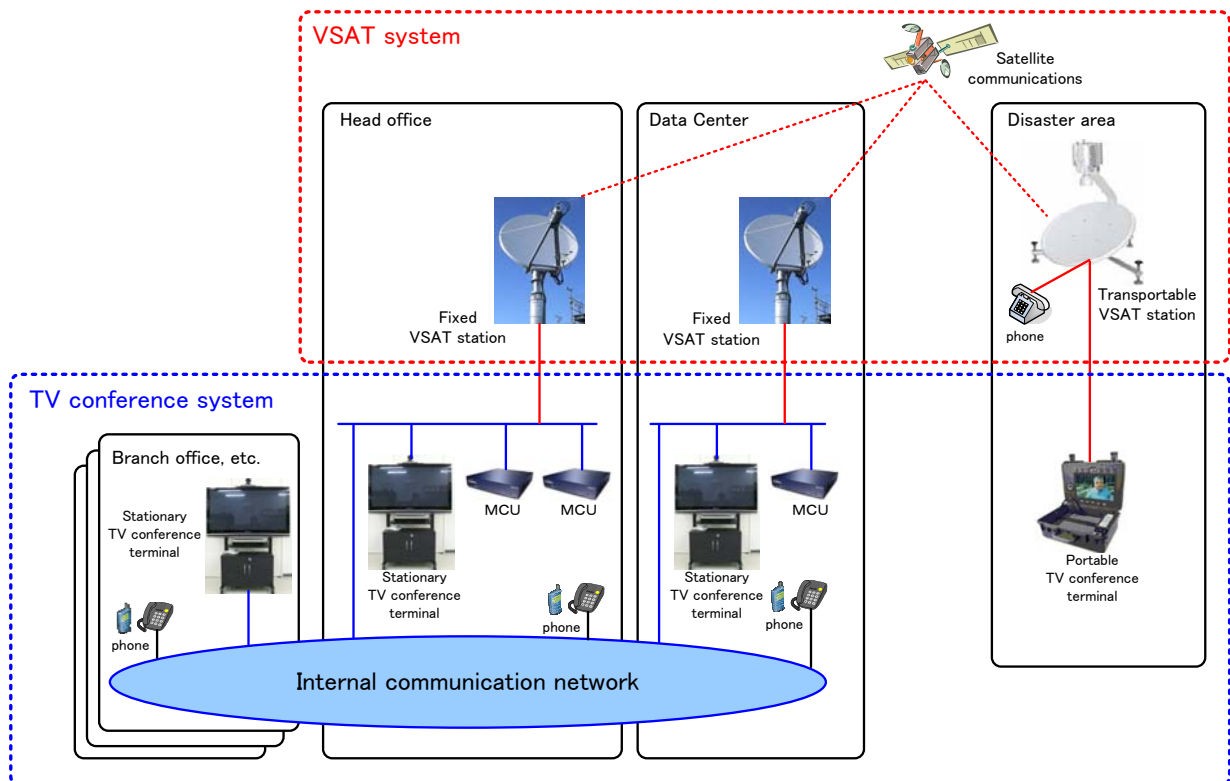 VSAT system
Satellite
communications
Head office
Data Center
Disaster area
Fixed
VSAT station
Fixed
VSAT station
Transportable
VSAT station
phone
TV conference system
Branch office, etc.
Stationary
TV conference
terminal
phone
MCU
MCU
Stationary
TV conference
terminal
phone
MCU
Stationary
TV conference
terminal
phone
Portable
TV conference
terminal
Internal communication network